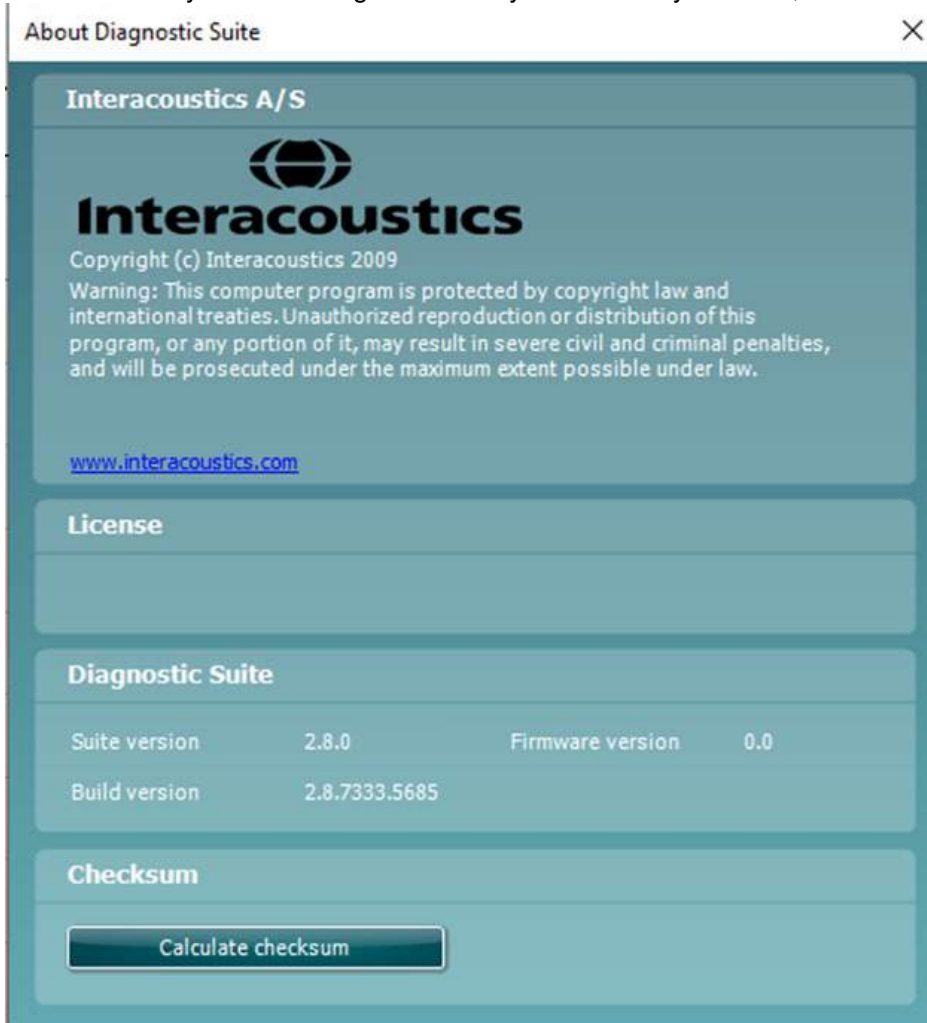 About Diagnostic Suite
Interacoustics A/S
Interacoustics
Copyright (c) Interacoustics 2009
Warning: This computer program is protected by copyright law and
international treaties. Unauthorized reproduction or distribution of this
program, or any portion of it, may result in severe civil and criminal penalties,
and will be prosecuted under the maximum extent possible under law.
www.interacoustics.com
License
Diagnostic Suite
Suite version 2.8.0 Firmware version 0.0
Build version 2.8.7333.5685
Checksum
Calculate checksum